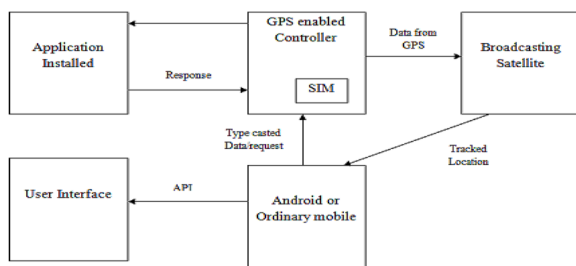 Application
Installed
GPS enabled
Controller
SIM
Data from
GPS
Broadcasting
Satellite
Response
Type casted
Data/request
Tracked
Location
User Interface
API
Android or
Ordinary mobile